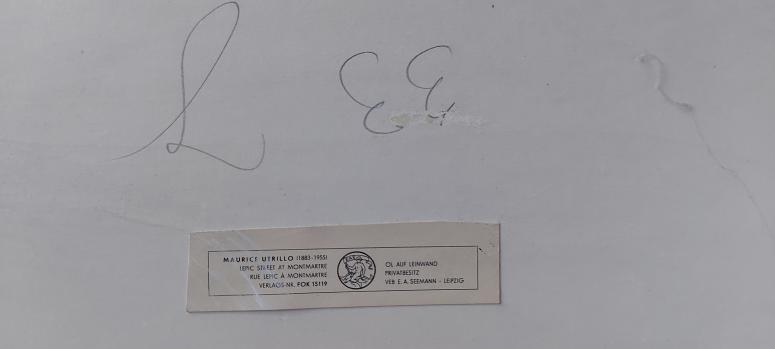 L E E
MAURICE UTRILLO (1883-1955)
LEPIC STREET AT MONTMARTRE
RUE LEPIC À MONTMARTRE
VERLAGS-NR. FOK 15119
ÖL AUF LEINWAND
PRIVATBESITZ
VEB E. A. SEEMANN - LEIPZIG